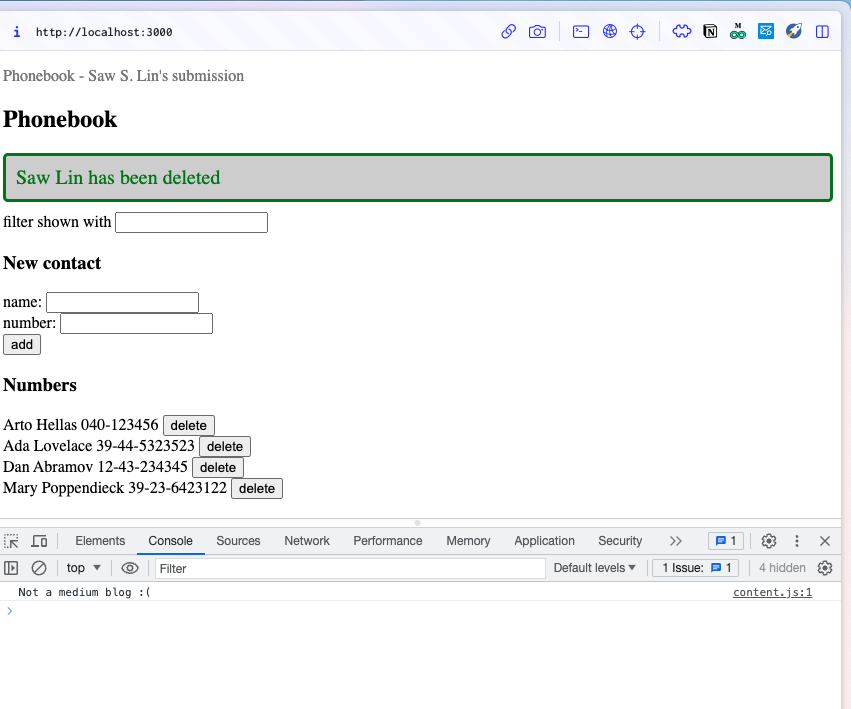 http://localhost:3000
Phonebook - Saw S. Lin's submission
Phonebook
Saw Lin has been deleted
filter shown with
New contact
name:
number:
add
Numbers
Arto Hellas 040-123456 delete
Ada Lovelace 39-44-5323523 delete
Dan Abramov 12-43-234345 delete
Mary Poppendieck 39-23-6423122 delete
Elements Console Sources Network Performance Memory Application Security 1
top Filter Default levels 1 Issue: 1 4 hidden
Not a medium blog :( content.js:1